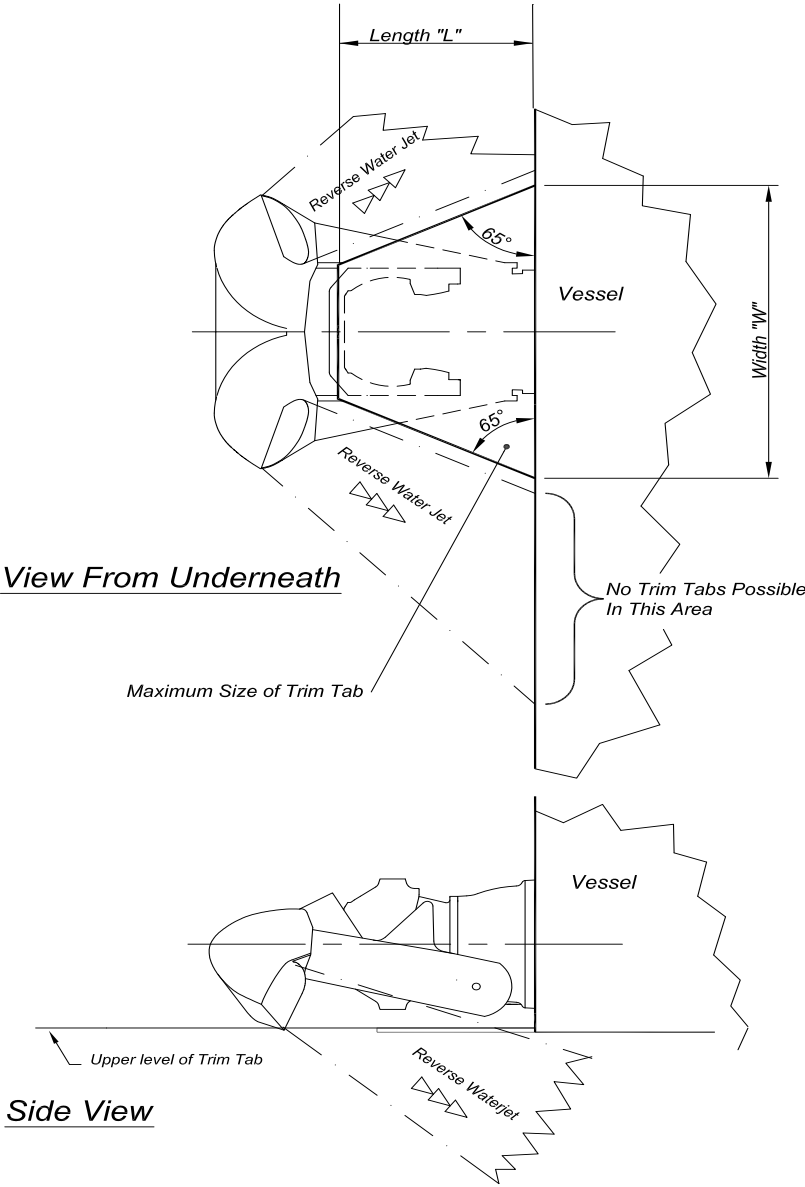 Length "L"
Reverse Water Jet
65°
Vessel
Width "W"
65°
Reverse Water Jet
View From Underneath
No Trim Tabs Possible
In This Area
Maximum Size of Trim Tab
Vessel
Upper level of Trim Tab
Reverse Waterjet
Side View